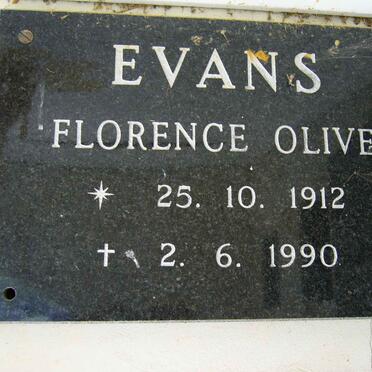 EVANS
FLORENCE OLIVE
* 25. 10. 1912
✝ 2. 6. 1990